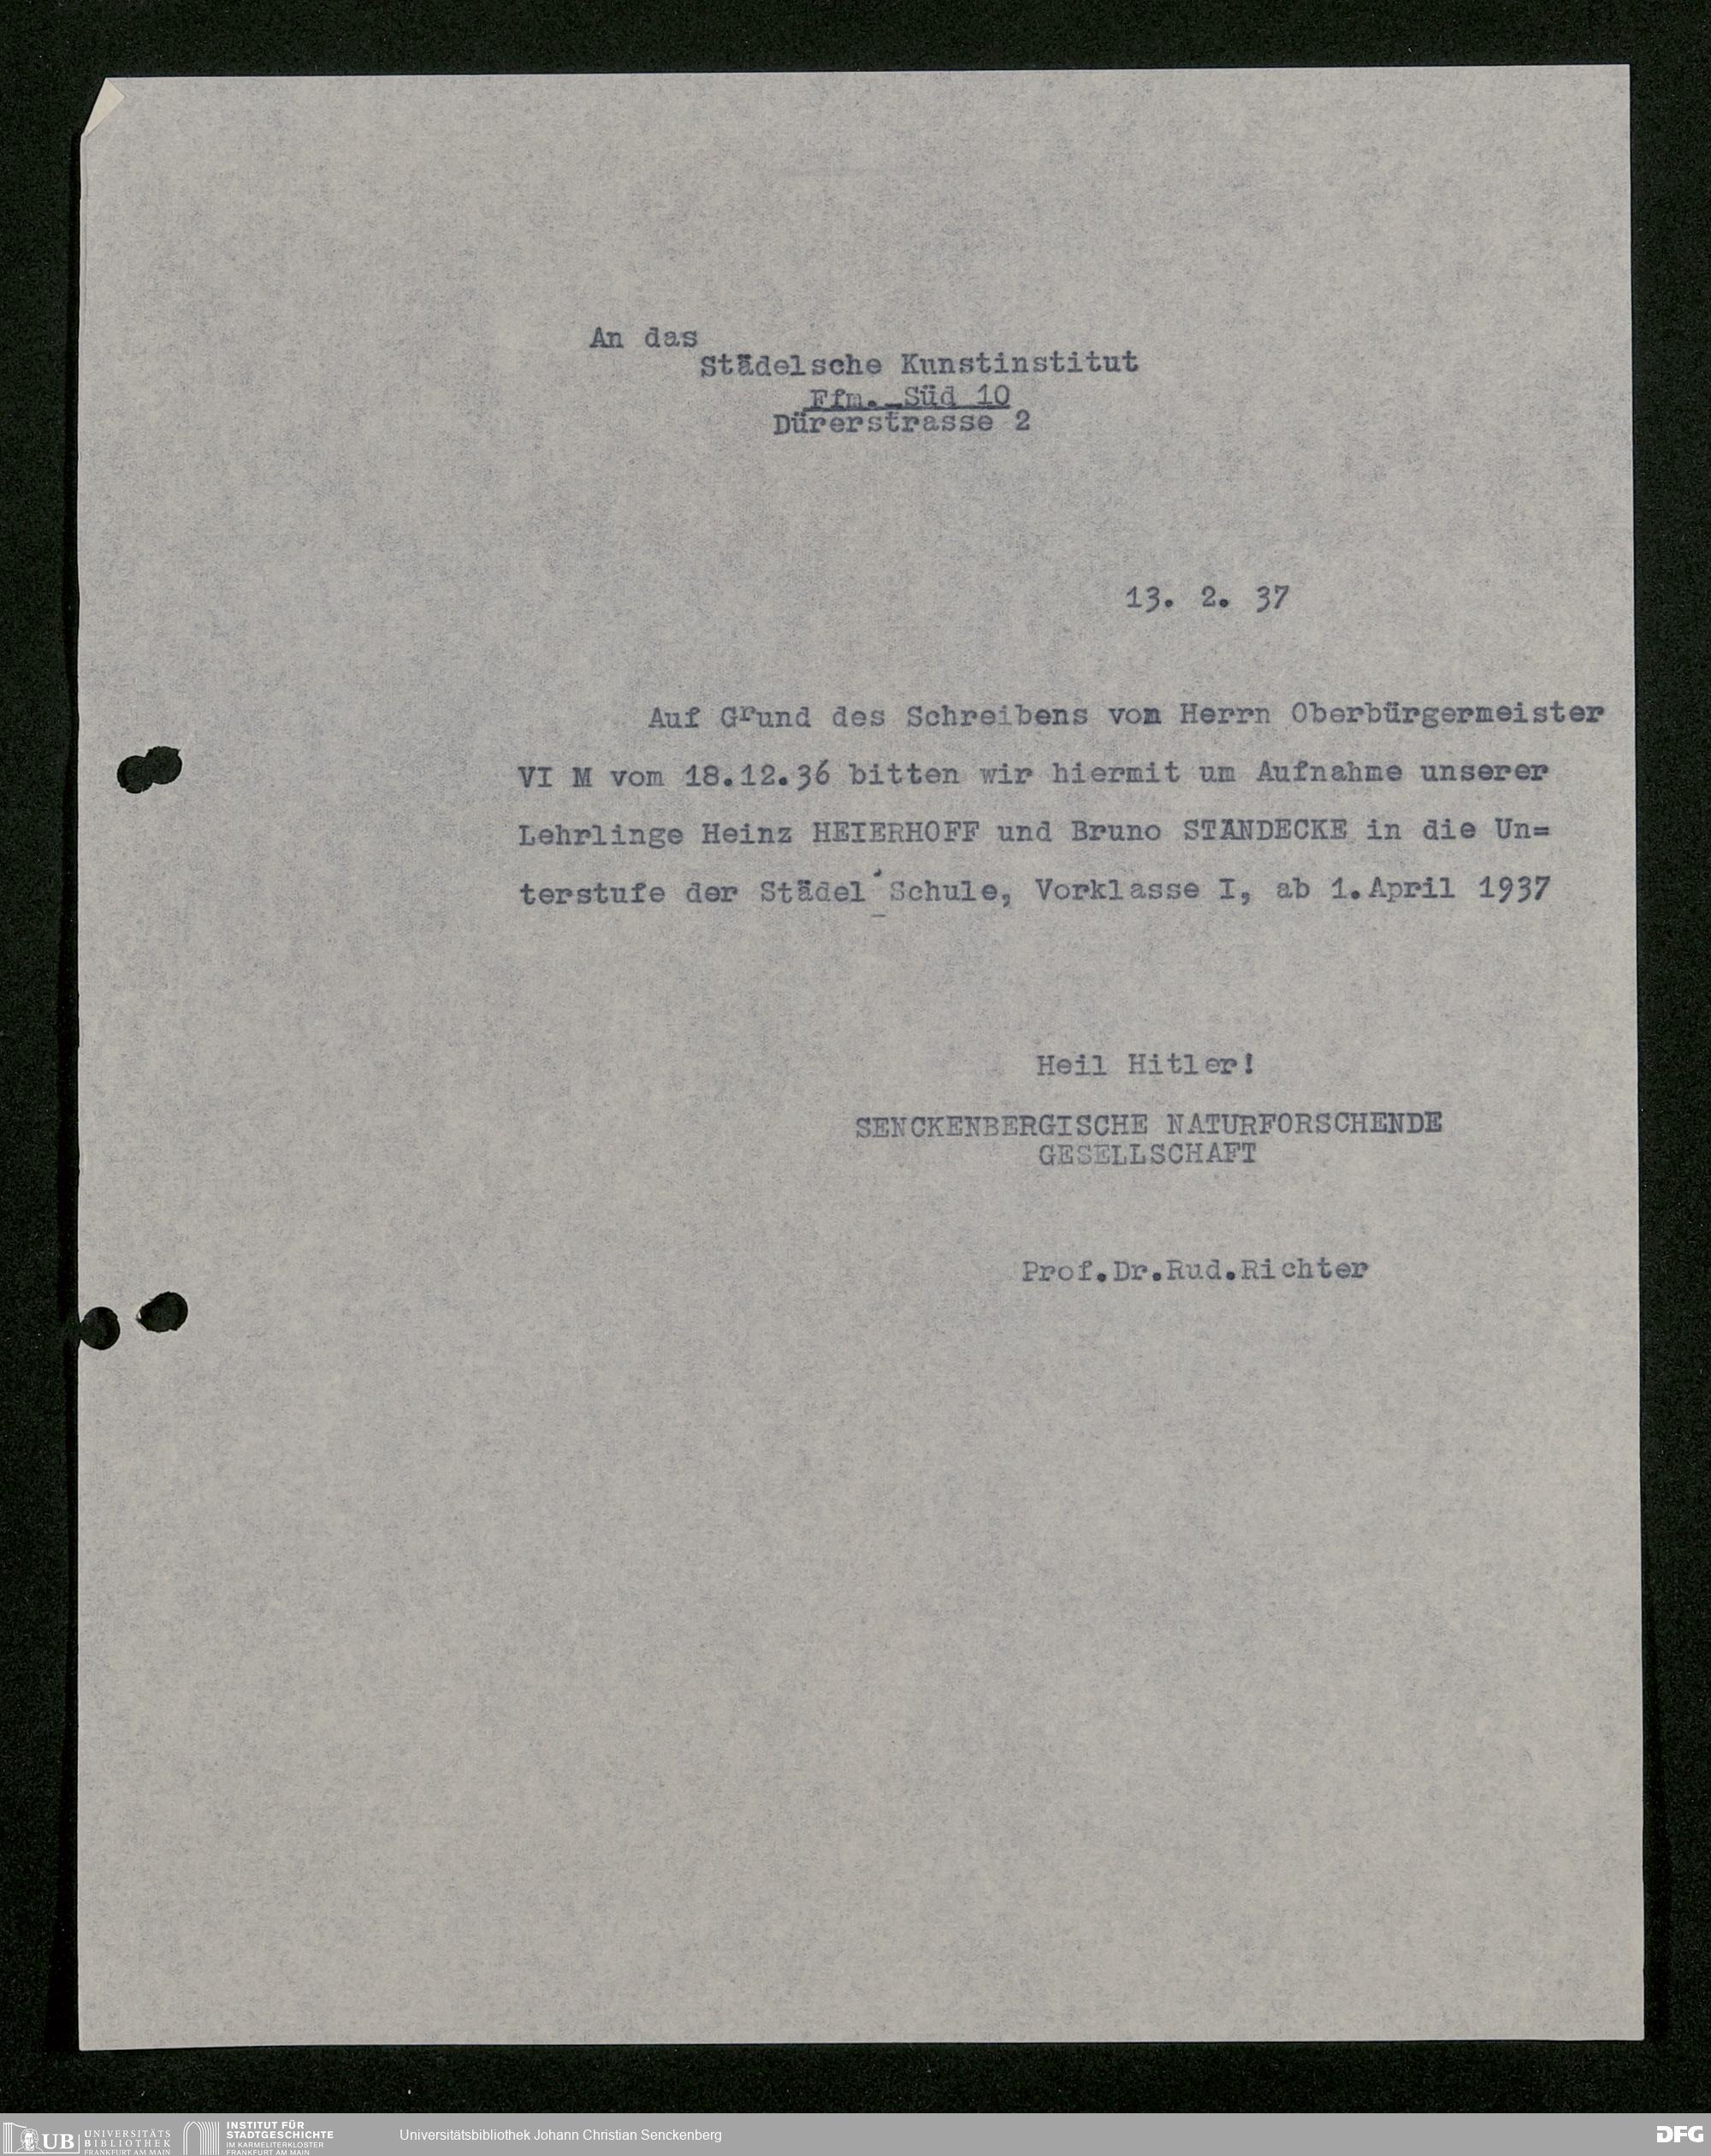 An das
Städelsche Kunstinstitut
Ffm. Süd 10
Dürerstrasse 2
13. 2. 37
Auf Grund des Schreibens von Herrn Oberbürgermeister
VI M vom 18.12.36 bitten wir hiermit um Aufnahme unserer
Lehrlinge Heinz HEIERHOFF und Bruno STANDECKE in die Un=
terstufe der Städel'Schule, Vorklasse I, ab 1.April 1937
Heil Hitler!
SENCKENBERGISCHE NATURFORSCHENDE
GESELLSCHAFT
Prof.Dr.Rud.Richter
UB UNIVERSITÄTS
BIBLIOTHEK
FRANKFURT AM MAIN
INSTITUT FÜR
STADTGESCHICHTE
IM KARMELITERKLOSTER
FRANKFURT AM MAIN
Universitätsbibliothek Johann Christian Senckenberg
DFG